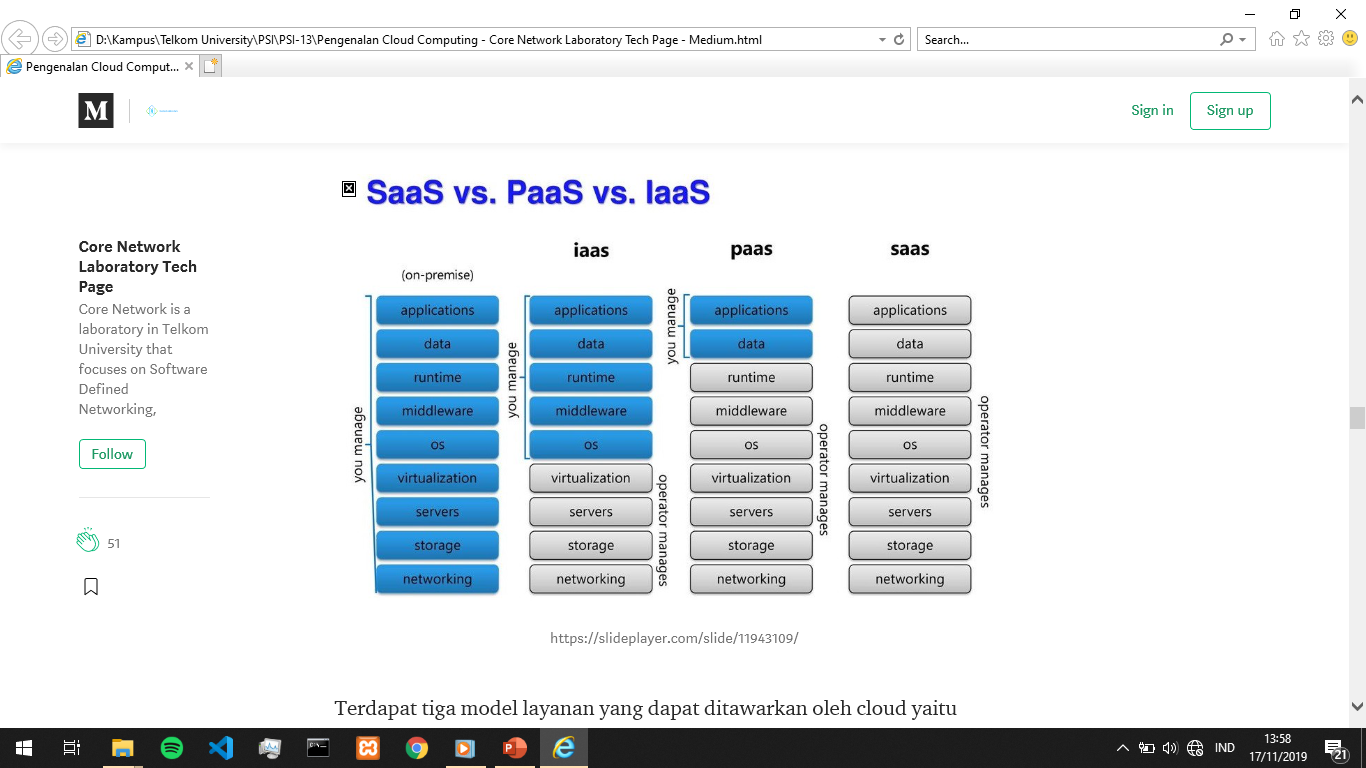 D:\Kampus\Telkom University\PSI\PSI-13\Pengenalan Cloud Computing - Core Network Laboratory Tech Page - Medium.html
Search...
Pengenalan Cloud Comput...
M
Sign in
Sign up
SaaS vs. PaaS vs. IaaS
Core Network
Laboratory Tech
Page
Core Network is a
laboratory in Telkom
University that
focuses on Software
Defined
Networking,
Follow
51
(on-premise)
you manage
applications
data
runtime
middleware
os
virtualization
servers
storage
networking
iaas
you manage
applications
data
runtime
middleware
os
virtualization
servers
storage
networking
operator manages
paas
you manage
applications
data
runtime
middleware
os
virtualization
servers
storage
networking
operator manages
saas
applications
data
runtime
middleware
os
virtualization
servers
storage
networking
operator manages
https://slideplayer.com/slide/11943109/
Terdapat tiga model layanan yang dapat ditawarkan oleh cloud yaitu
IND
13:58
17/11/2019
21